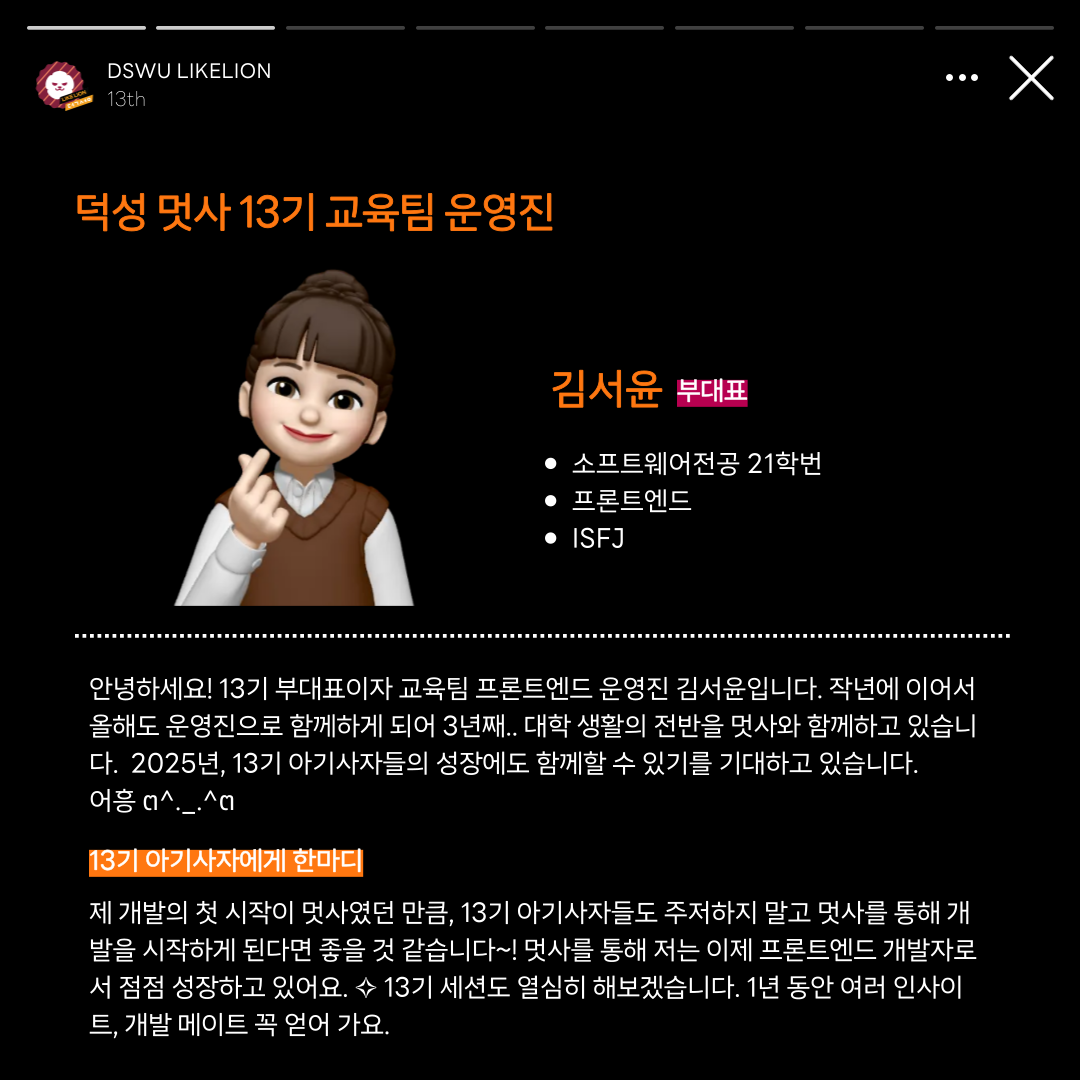 DSWU LIKELION
13th
덕성 멋사 13기 교육팀 운영진
김서윤 부대표
소프트웨어전공 21학번
프론트엔드
ISFJ
안녕하세요! 13기 부대표이자 교육팀 프론트엔드 운영진 김서윤입니다. 작년에 이어서
올해도 운영진으로 함께하게 되어 3년째.. 대학 생활의 전반을 멋사와 함께하고 있습니
다. 2025년, 13기 아기사자들의 성장에도 함께할 수 있기를 기대하고 있습니다.
어흥 ต^._.^ต
13기 아기사자에게 한마디
제 개발의 첫 시작이 멋사였던 만큼, 13기 아기사자들도 주저하지 말고 멋사를 통해 개
발을 시작하게 된다면 좋을 것 같습니다~! 멋사를 통해 저는 이제 프론트엔드 개발자로
서 점점 성장하고 있어요. ✧ 13기 세션도 열심히 해보겠습니다. 1년 동안 여러 인사이
트, 개발 메이트 꼭 얻어 가요.